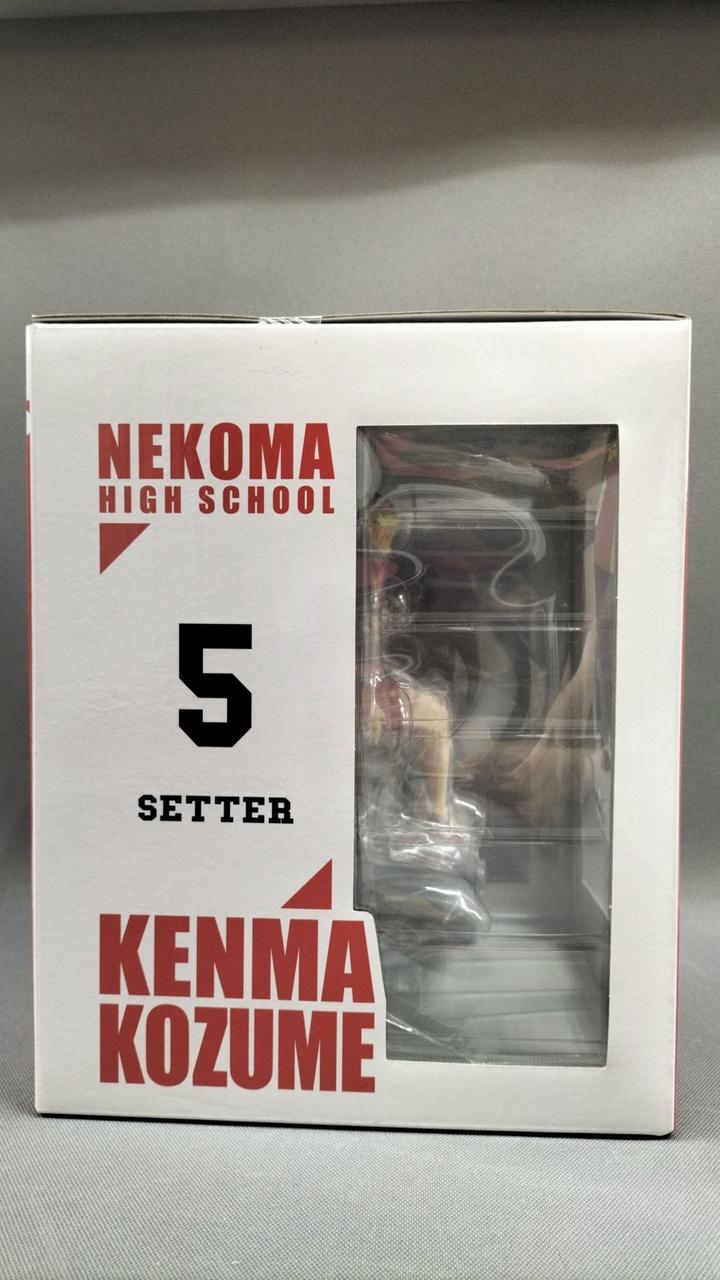 NEKOMA
HIGH SCHOOL
5
SETTER
KENMA
KOZUME